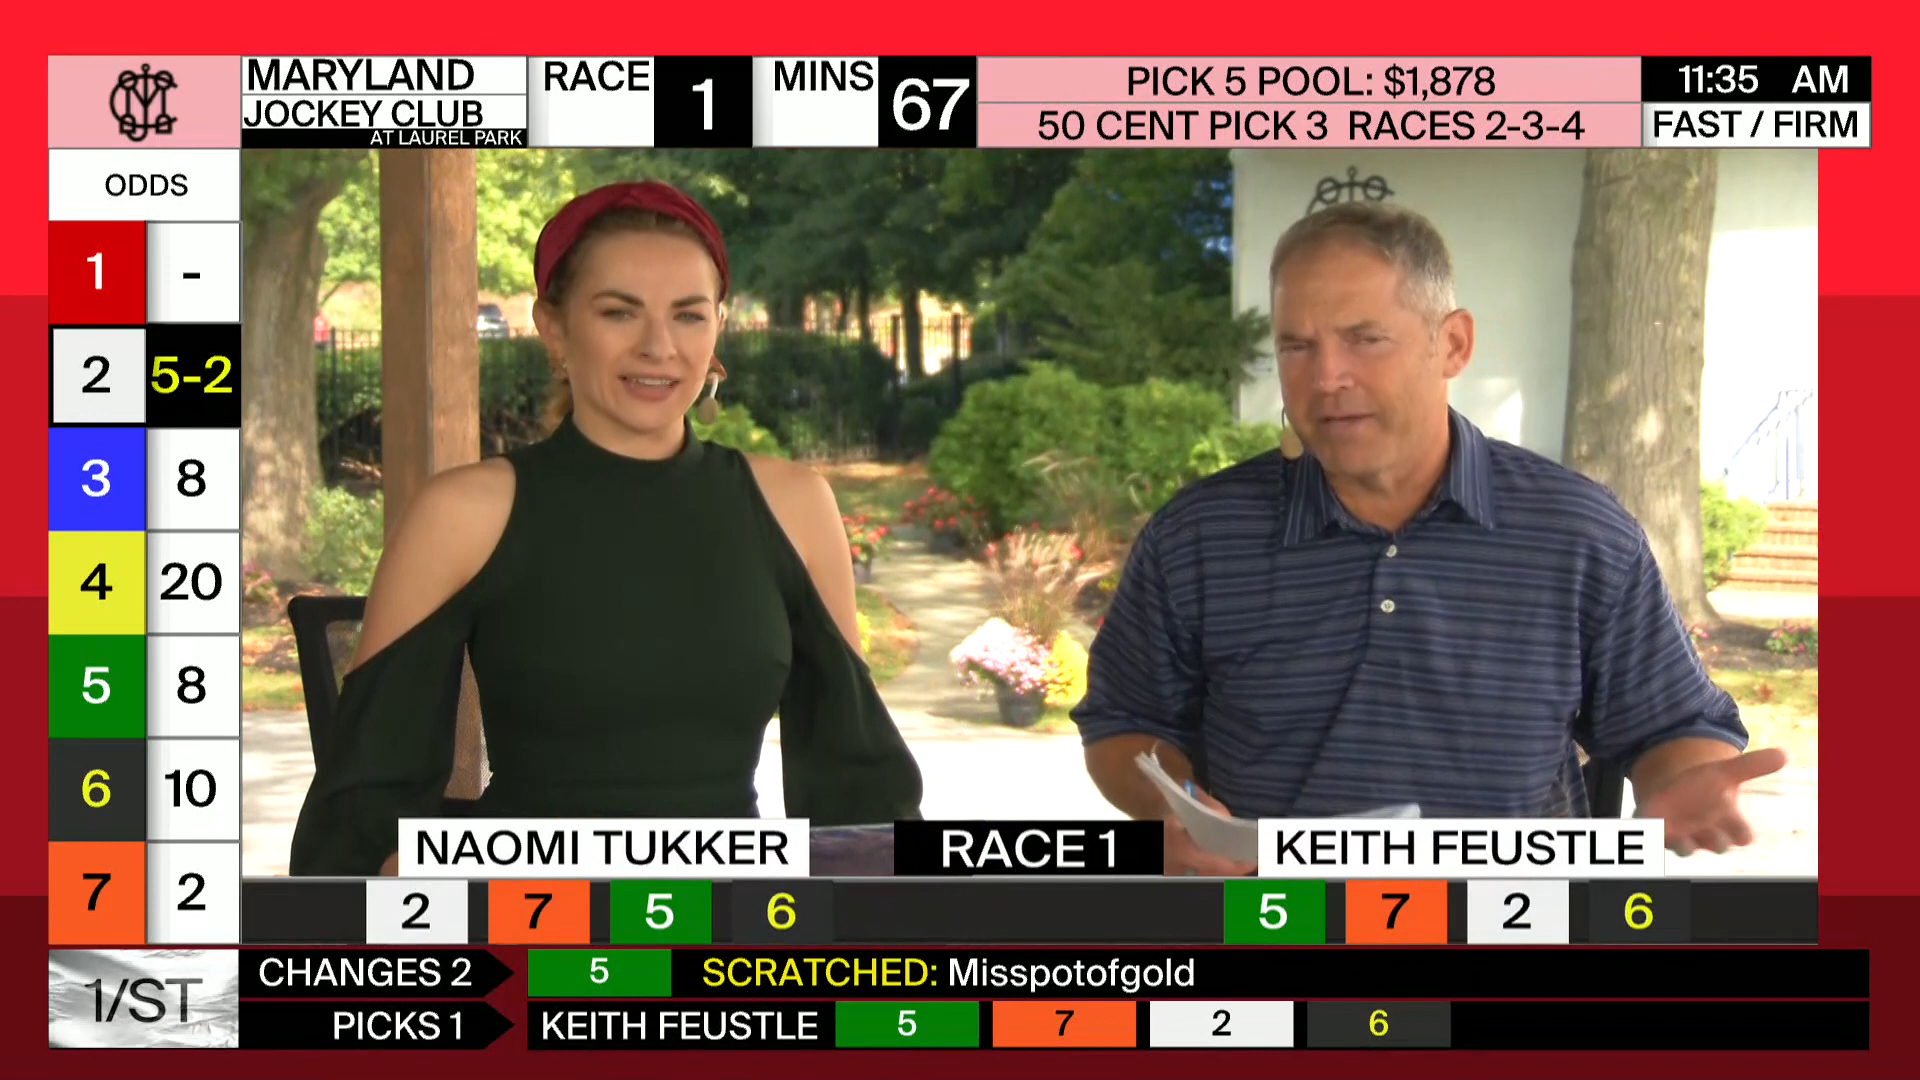 MARYLAND
JOCKEY CLUB
AT LAUREL PARK
RACE 1
MINS 67
PICK 5 POOL: $1,878
50 CENT PICK 3 RACES 2-3-4
11:35 AM
FAST / FIRM
ODDS
1 -
2 5-2
3 8
4 20
5 8
6 10
7 2
NAOMI TUKKER
RACE 1
KEITH FEUSTLE
2 7 5 6
5 7 2 6
1/ST
CHANGES 2
5 SCRATCHED: Misspotofgold
PICKS 1
KEITH FEUSTLE 5 7 2 6